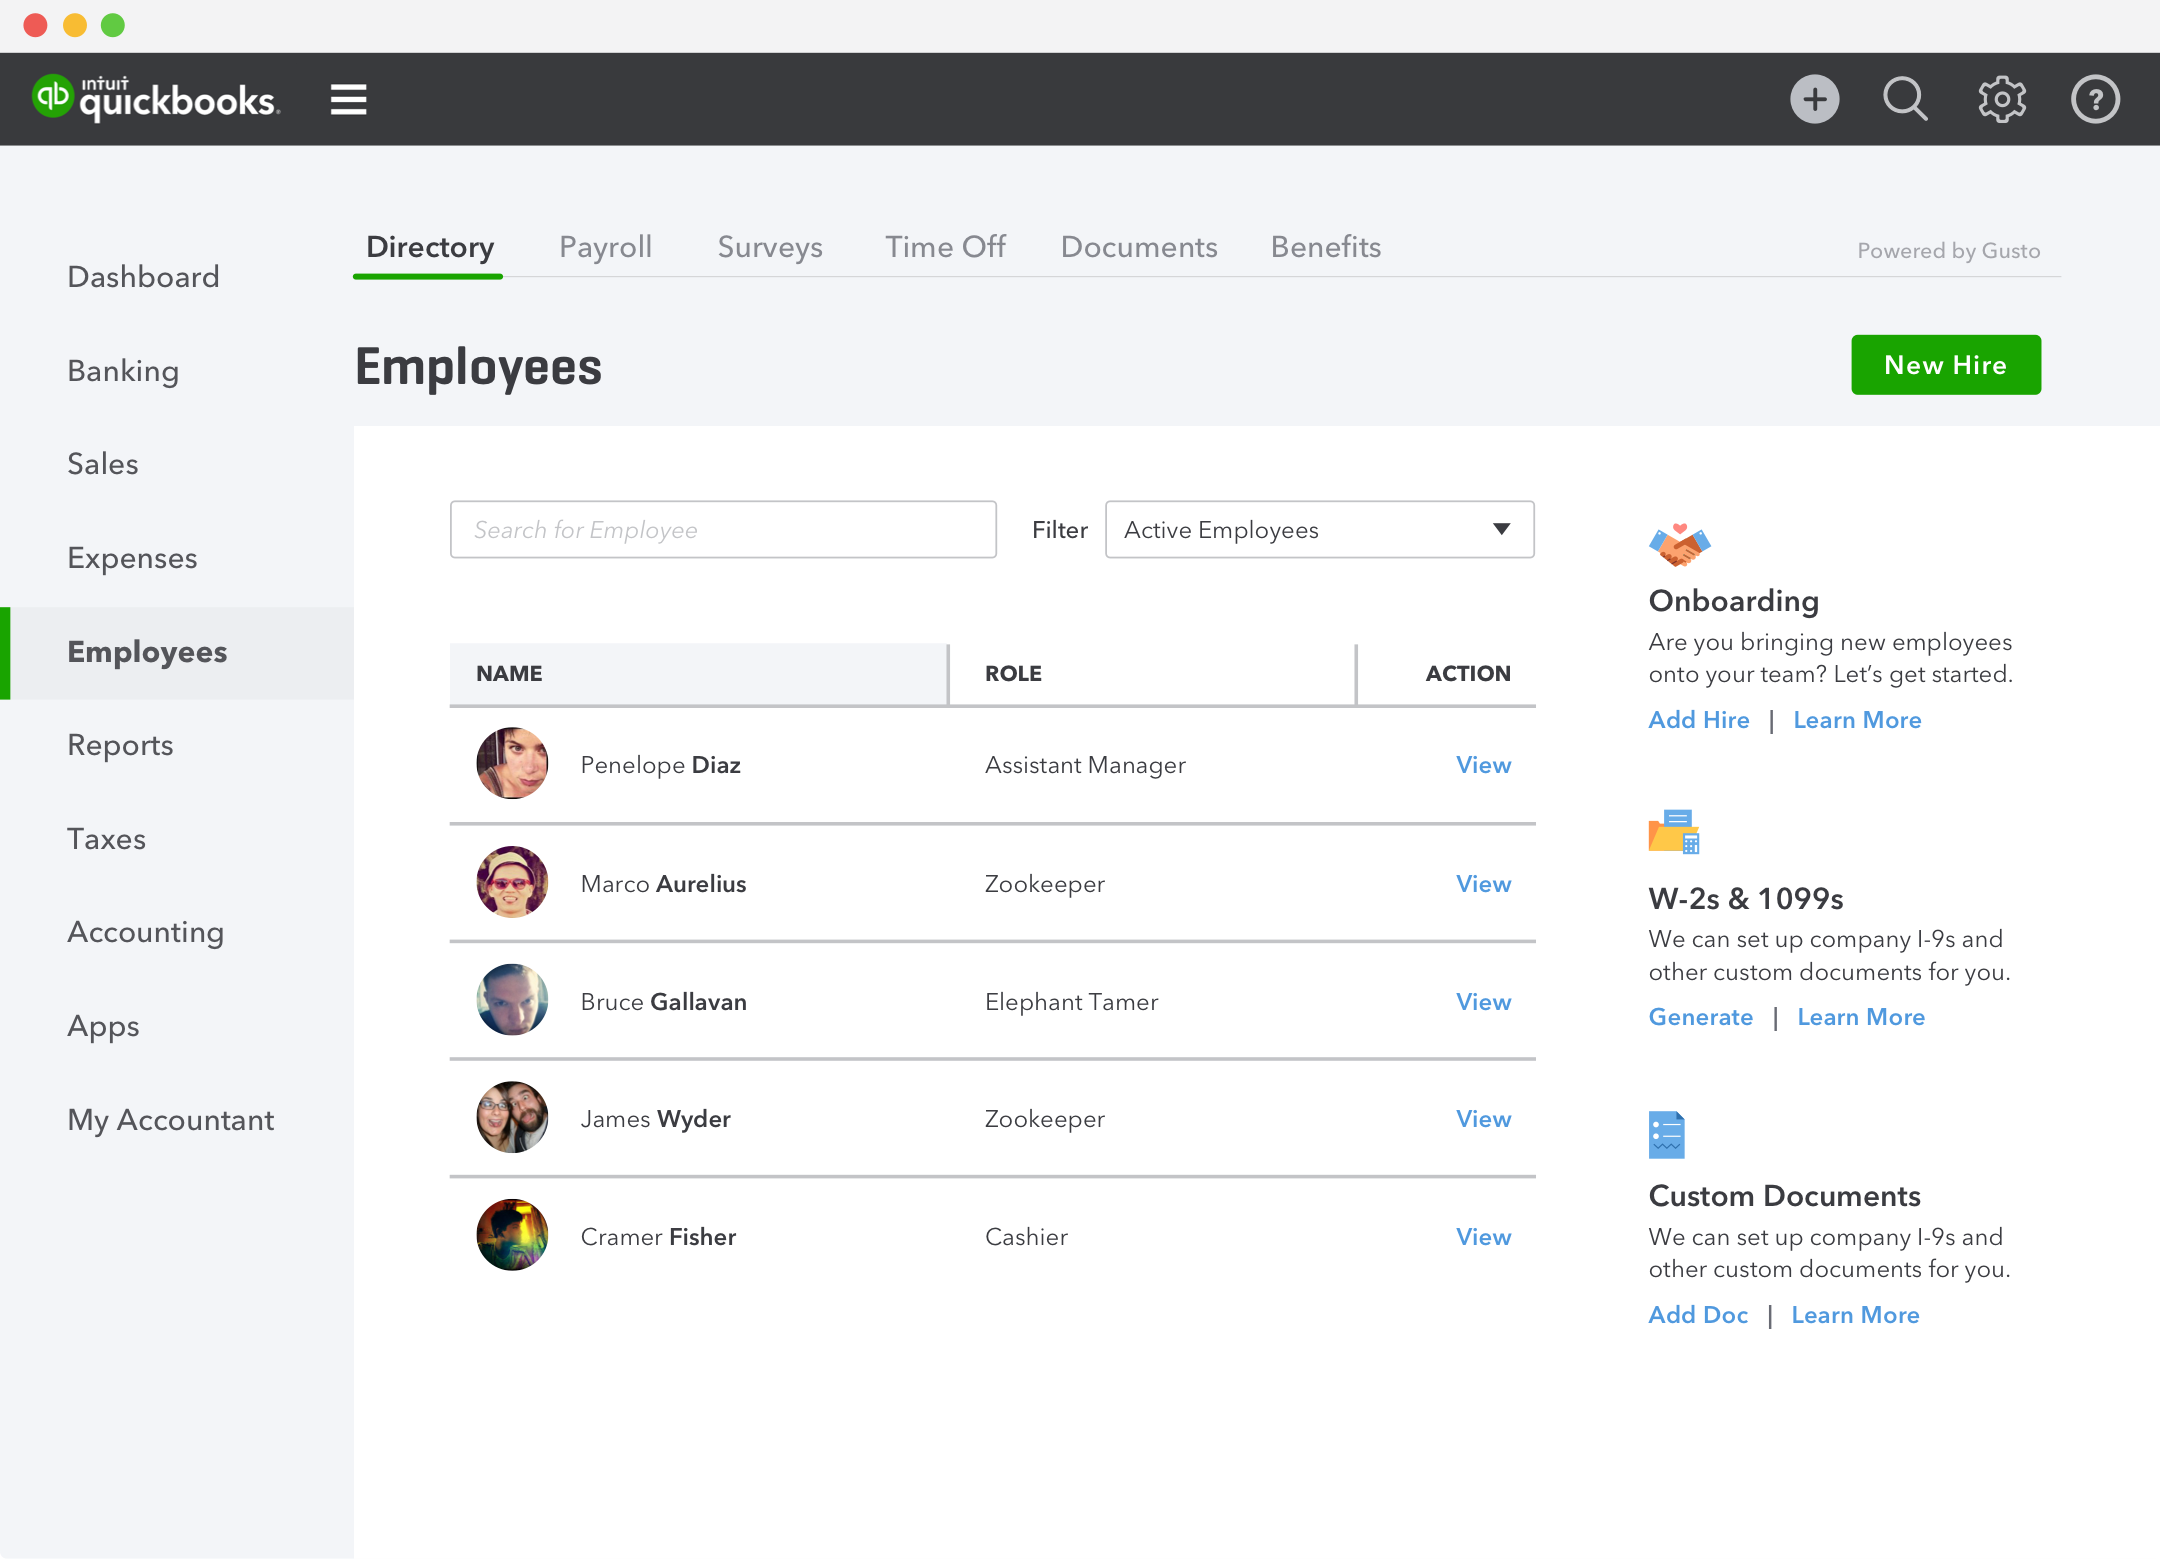 qb intuit quickbooks.
+ ?
Directory Payroll Surveys Time Off Documents Benefits Powered by Gusto
Dashboard
Banking
Sales
Expenses
Employees
Reports
Taxes
Accounting
Apps
My Accountant
Employees New Hire
Search for Employee Filter Active Employees
NAME ROLE ACTION
Penelope Diaz Assistant Manager View
Marco Aurelius Zookeeper View
Bruce Gallavan Elephant Tamer View
James Wyder Zookeeper View
Cramer Fisher Cashier View
Onboarding
Are you bringing new employees
onto your team? Let’s get started.
Add Hire | Learn More
W-2s & 1099s
We can set up company I-9s and
other custom documents for you.
Generate | Learn More
Custom Documents
We can set up company I-9s and
other custom documents for you.
Add Doc | Learn More